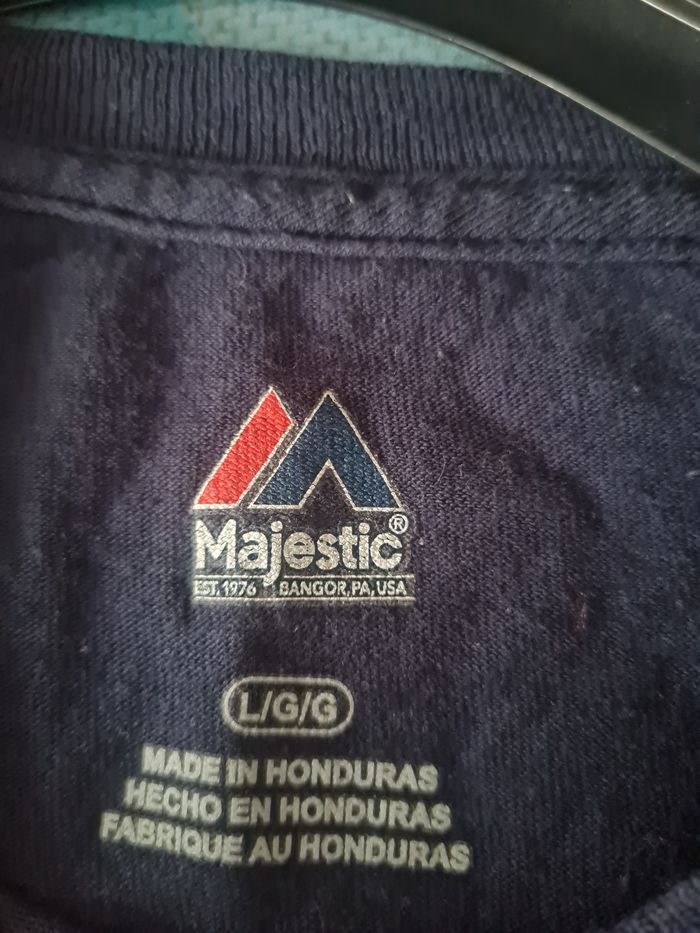 Majestic®
EST. 1976 BANGOR, PA, USA
L/G/G
MADE IN HONDURAS
HECHO EN HONDURAS
FABRIQUE AU HONDURAS